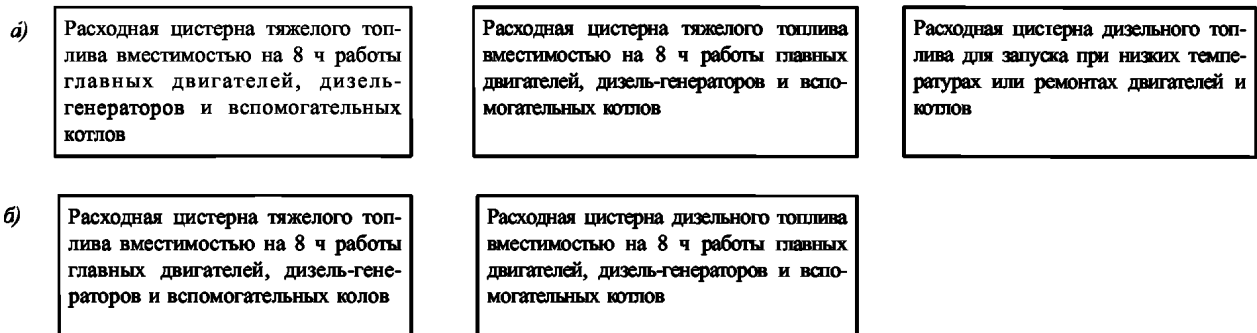 а)
Расходная цистерна тяжелого топ-
лива вместимостью на 8 ч работы
главных двигателей, дизель-
генераторов и вспомогательных
котлов
Расходная цистерна тяжелого топлива
вместимостью на 8 ч работы главных
двигателей, дизель-генераторов и вспо-
могательных котлов
Расходная цистерна дизельного топ-
лива для запуска при низких темпе-
ратурах или ремонтах двигателей и
котлов
б)
Расходная цистерна тяжелого топ-
лива вместимостью на 8 ч работы
главных двигателей, дизель-гене-
раторов и вспомогательных колов
Расходная цистерна дизельного топлива
вместимостью на 8 ч работы главных
двигателей, дизель-генераторов и вспо-
могательных котлов